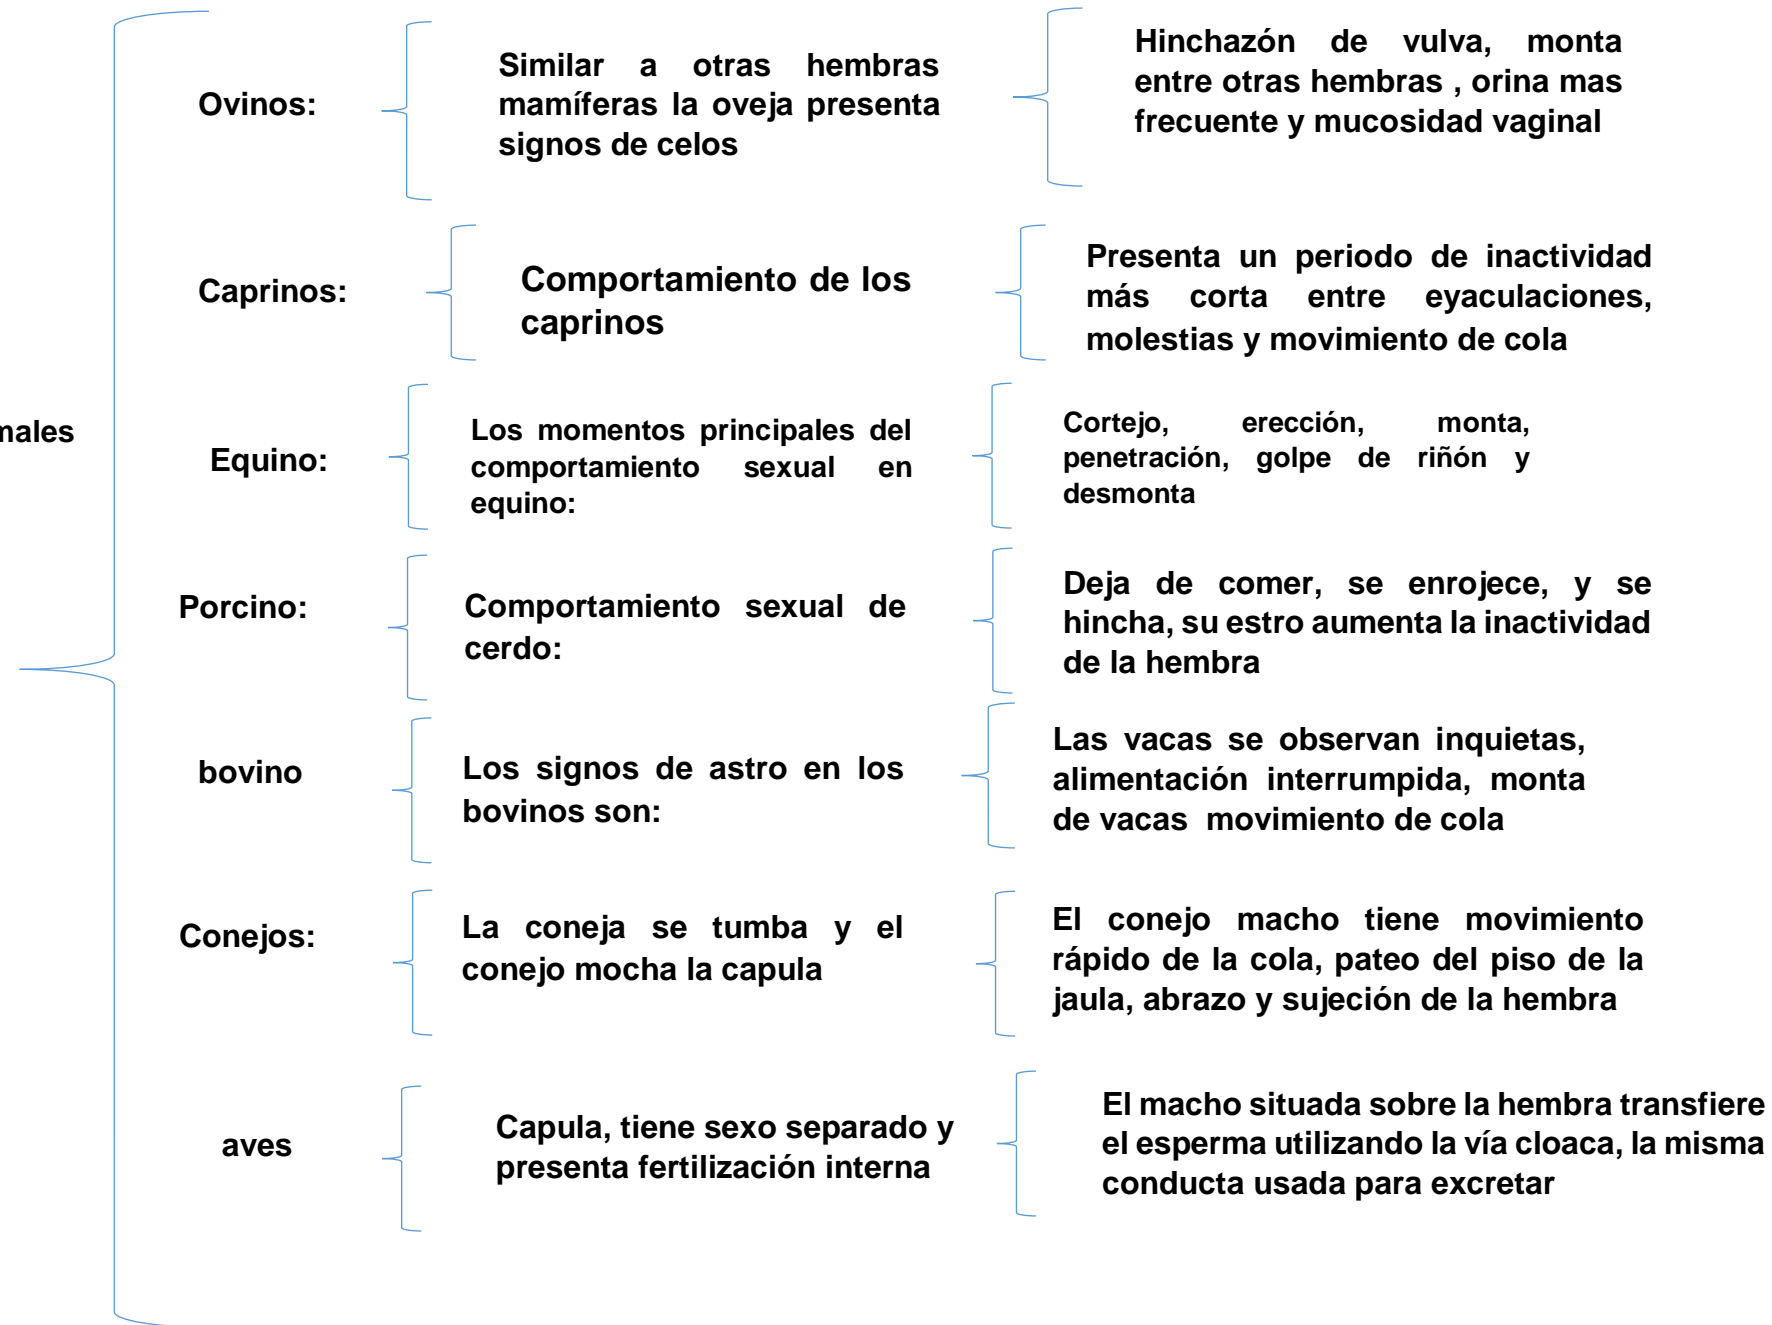 males
Ovinos:
Similar a otras hembras
mamíferas la oveja presenta
signos de celos
Hinchazón de vulva, monta
entre otras hembras , orina mas
frecuente y mucosidad vaginal
Caprinos:
Comportamiento de los
caprinos
Presenta un periodo de inactividad
más corta entre eyaculaciones,
molestias y movimiento de cola
Equino:
Los momentos principales del
comportamiento sexual en
equino:
Cortejo, erección, monta,
penetración, golpe de riñón y
desmonta
Porcino:
Comportamiento sexual de
cerdo:
Deja de comer, se enrojece, y se
hincha, su estro aumenta la inactividad
de la hembra
bovino
Los signos de astro en los
bovinos son:
Las vacas se observan inquietas,
alimentación interrumpida, monta
de vacas movimiento de cola
Conejos:
La coneja se tumba y el
conejo mocha la capula
El conejo macho tiene movimiento
rápido de la cola, pateo del piso de la
jaula, abrazo y sujeción de la hembra
aves
Capula, tiene sexo separado y
presenta fertilización interna
El macho situada sobre la hembra transfiere
el esperma utilizando la vía cloaca, la misma
conducta usada para excretar